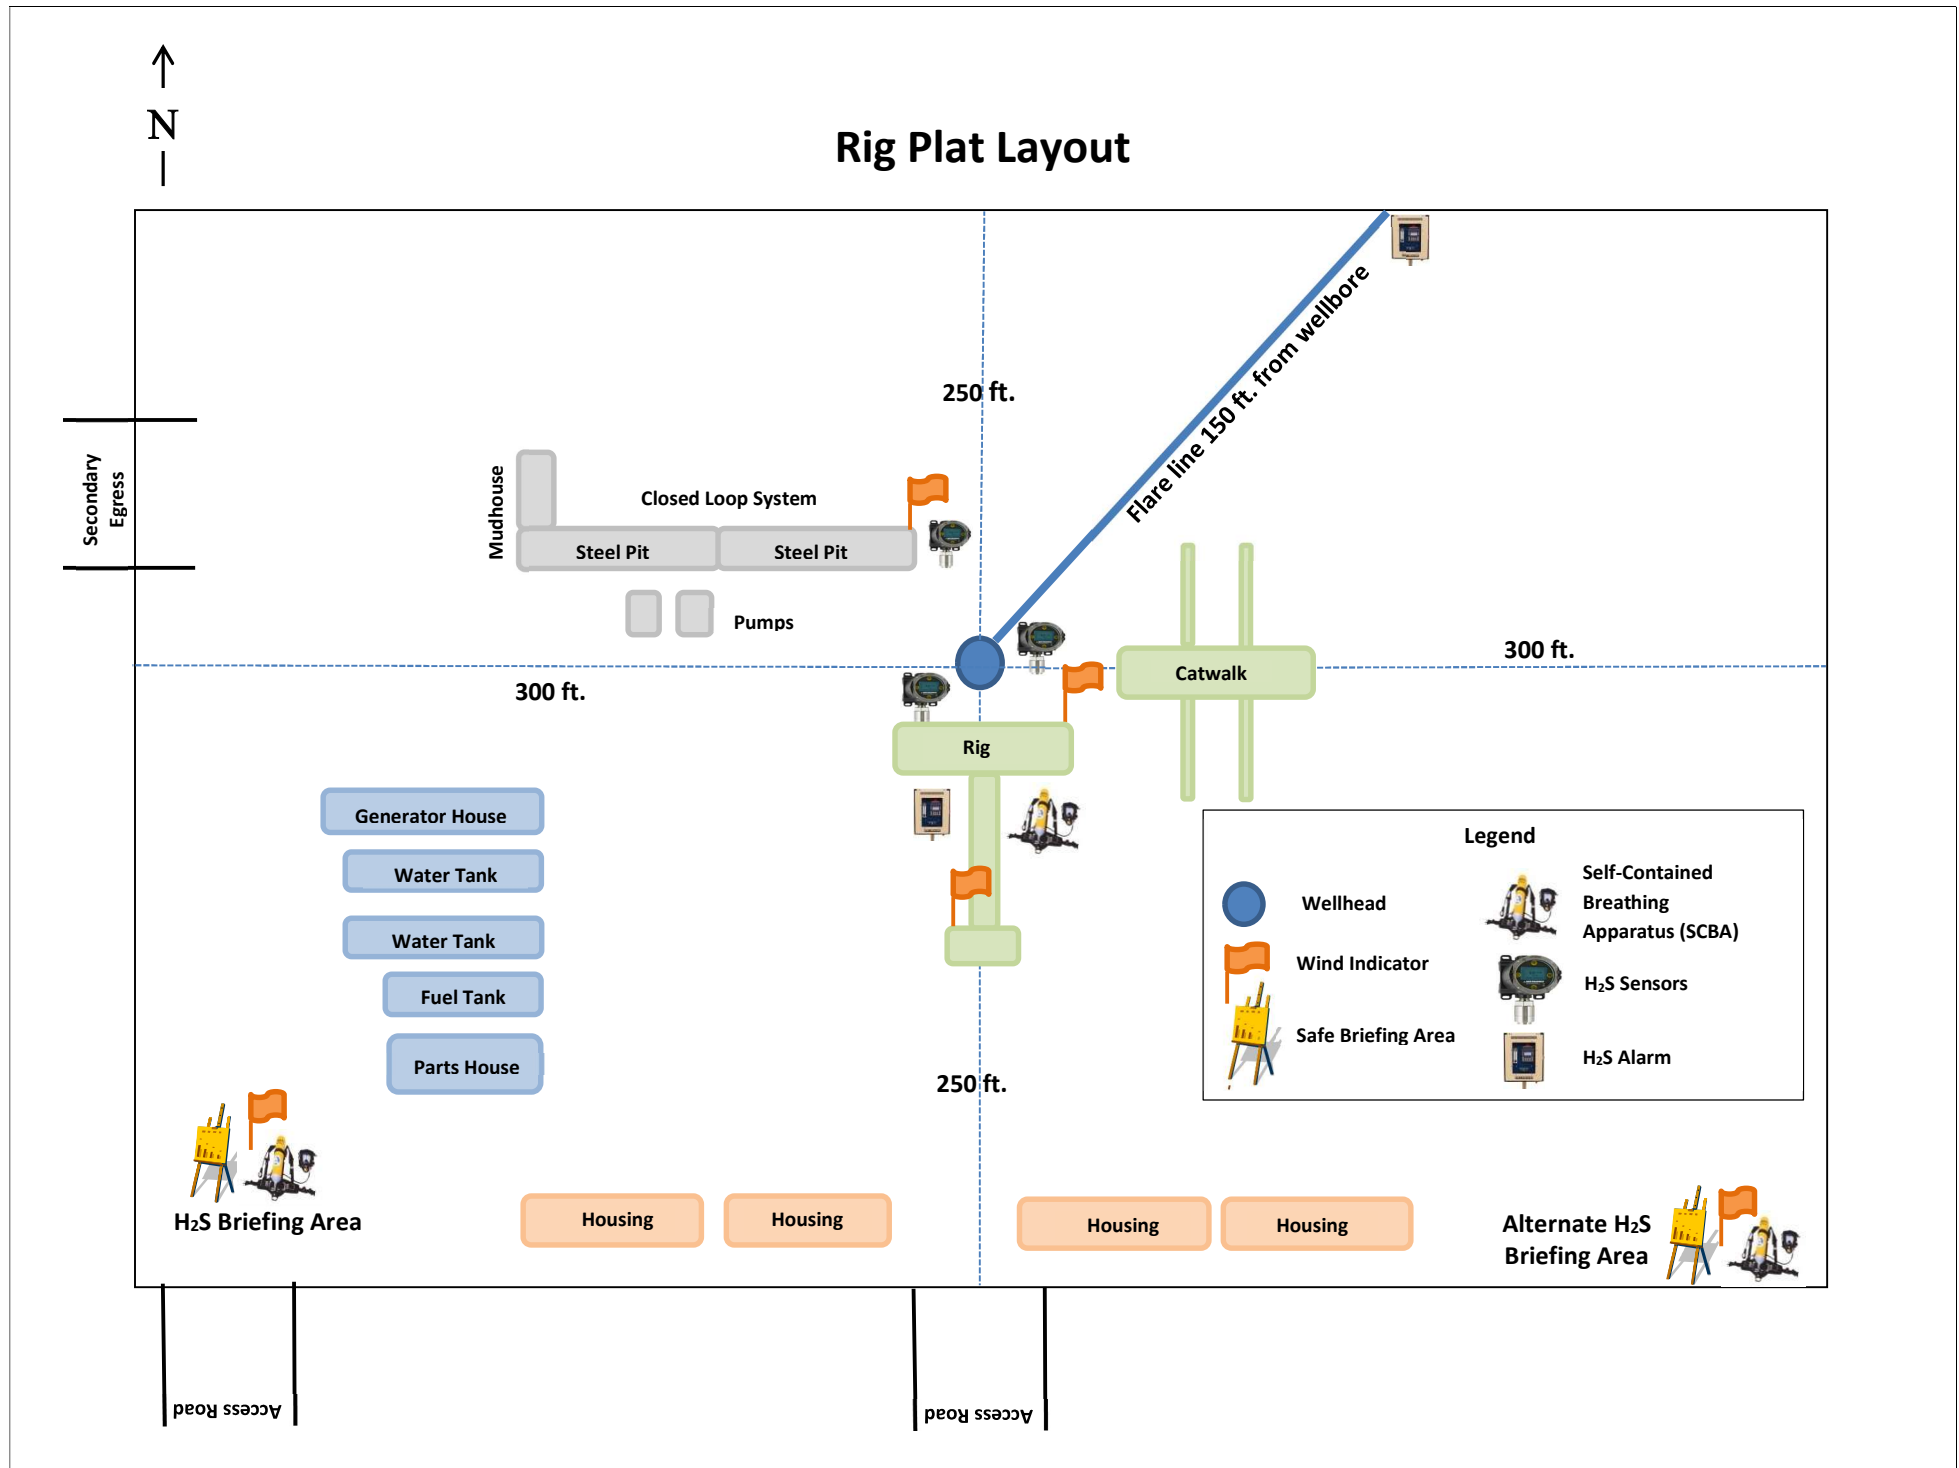 N
Rig Plat Layout
Flare line 150 ft. from wellbore
250 ft.
Secondary
Egress
Mudhouse
Closed Loop System
Steel Pit
Steel Pit
Pumps
300 ft.
Catwalk
300 ft.
Rig
Generator House
Water Tank
Water Tank
Fuel Tank
Parts House
250 ft.
Legend
Wellhead
Wind Indicator
Safe Briefing Area
Self-Contained
Breathing
Apparatus (SCBA)
H₂S Sensors
H₂S Alarm
H₂S Briefing Area
Housing
Housing
Housing
Housing
Alternate H₂S
Briefing Area
Access Road
Access Road